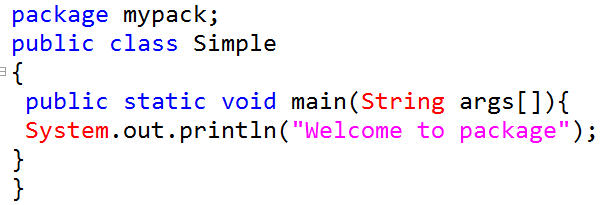 package mypack;
public class Simple
{
public static void main(String args[]){
System.out.println("Welcome to package");
}
}